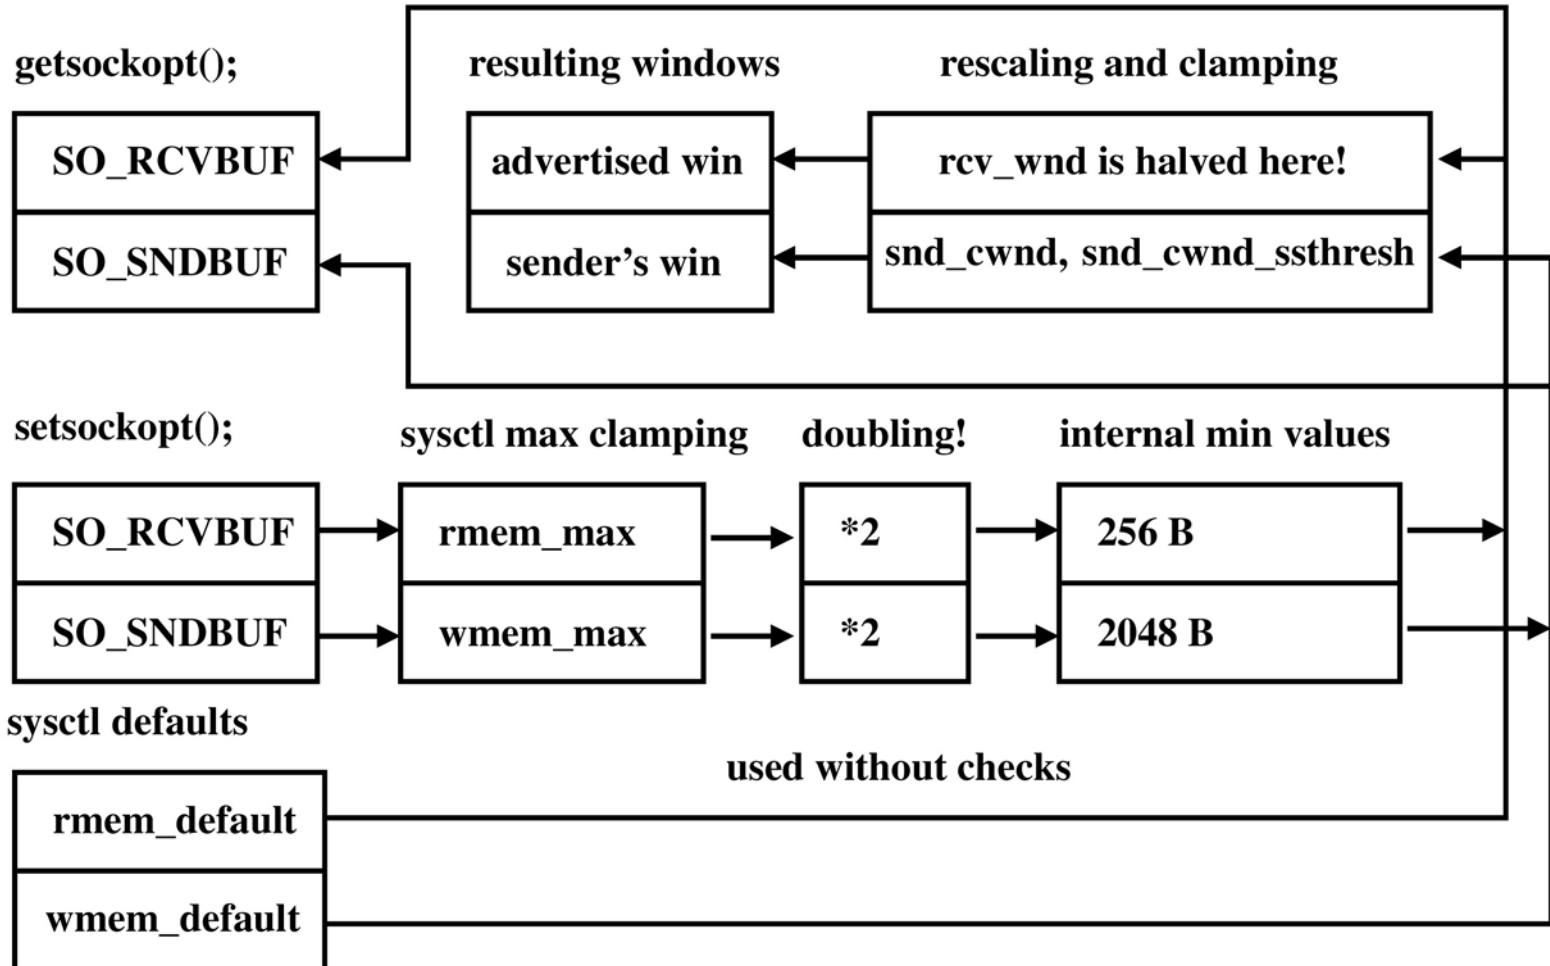 getsockopt();
resulting windows
rescaling and clamping
SO_RCVBUF
advertised win
rcv_wnd is halved here!
SO_SNDBUF
sender’s win
snd_cwnd, snd_cwnd_ssthresh
setsockopt();
sysctl max clamping
doubling!
internal min values
SO_RCVBUF
rmem_max
*2
256 B
SO_SNDBUF
wmem_max
*2
2048 B
sysctl defaults
used without checks
rmem_default
wmem_default